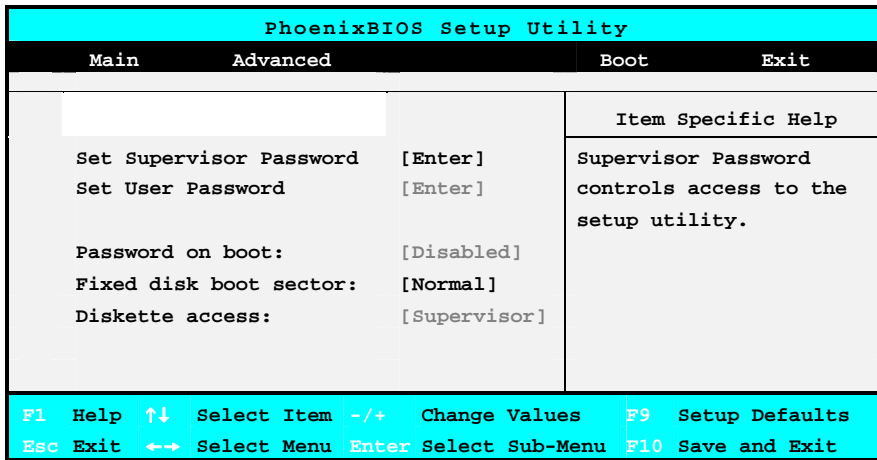 PhoenixBIOS Setup Utility
Main Advanced Boot Exit
Item Specific Help
Set Supervisor Password [Enter]
Set User Password [Enter]
Password on boot: [Disabled]
Fixed disk boot sector: [Normal]
Diskette access: [Supervisor]
Supervisor Password
controls access to the
setup utility.
F1 Help ↑↓ Select Item -/+ Change Values F9 Setup Defaults
Esc Exit ←→ Select Menu Enter Select Sub-Menu F10 Save and Exit